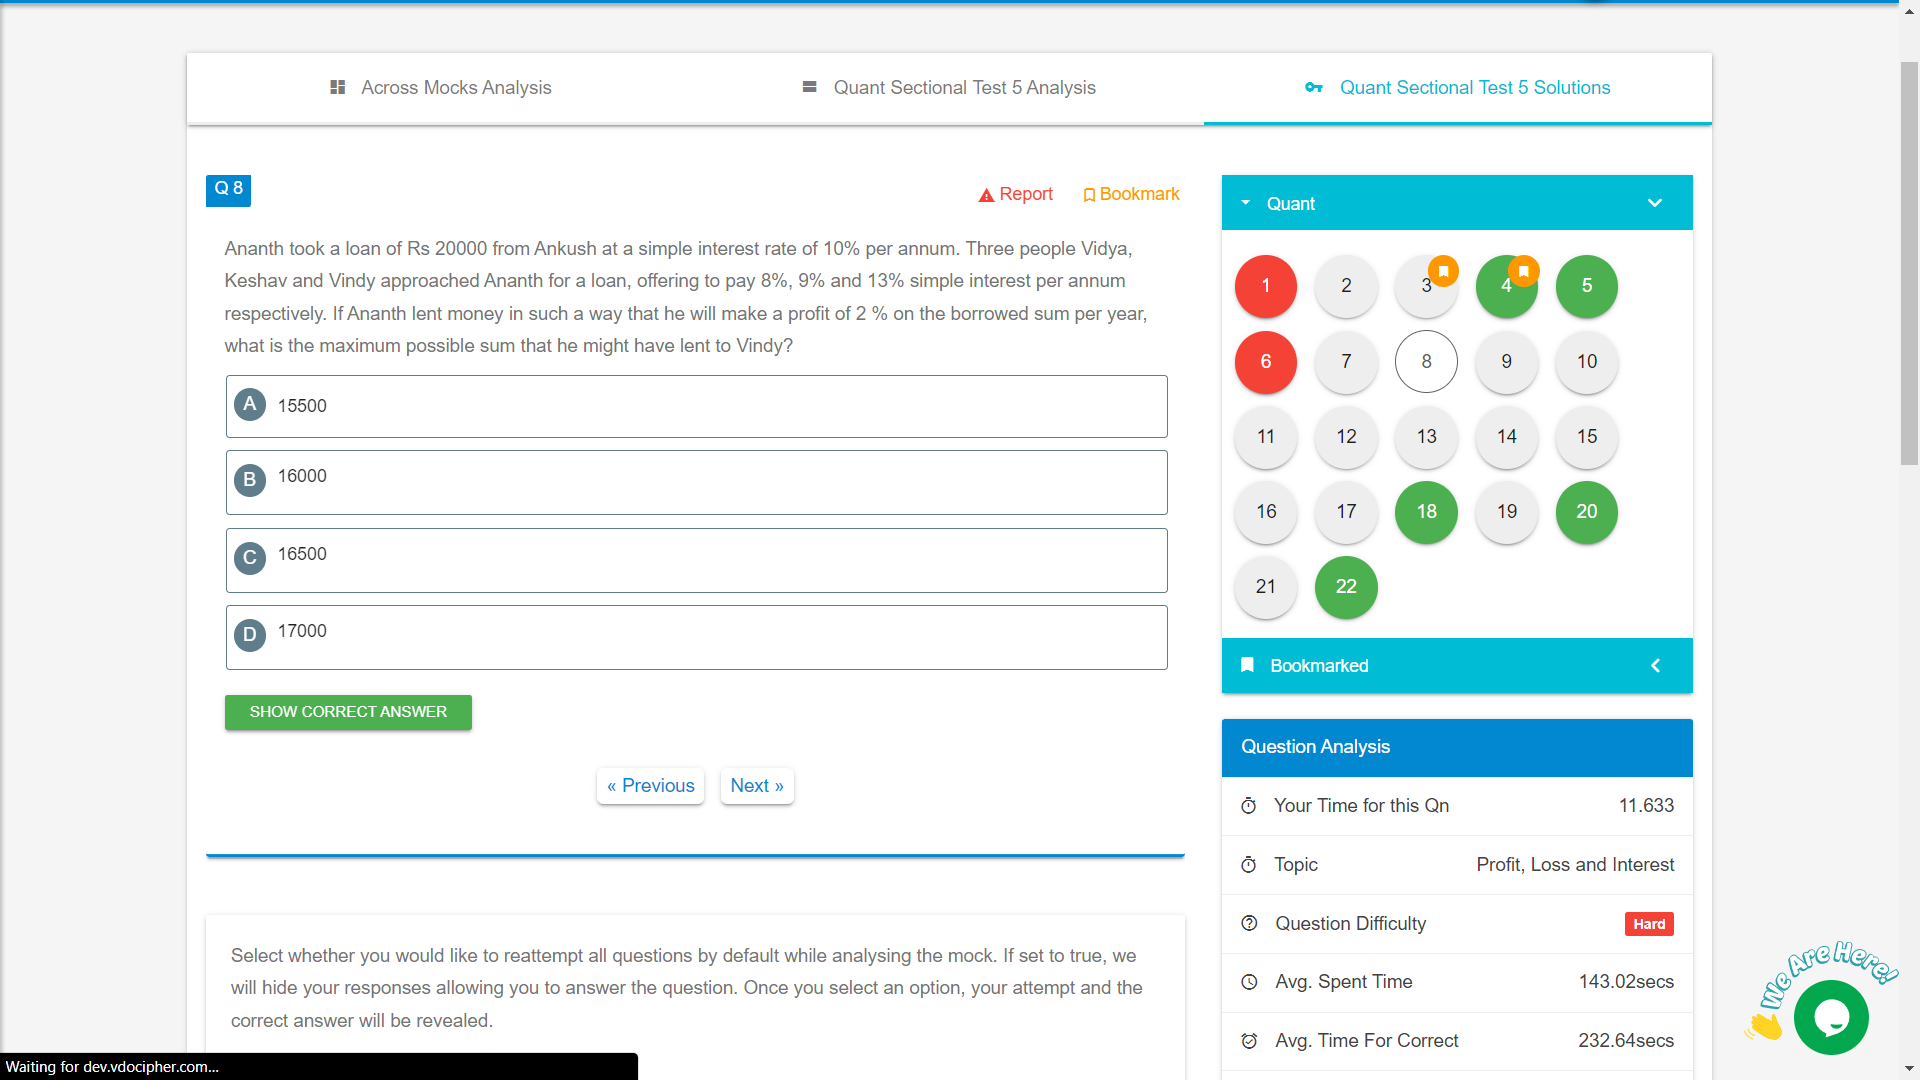 Across Mocks Analysis
Quant Sectional Test 5 Analysis
Quant Sectional Test 5 Solutions
Q 8
Report
Bookmark
Ananth took a loan of Rs 20000 from Ankush at a simple interest rate of 10% per annum. Three people Vidya,
Keshav and Vindy approached Ananth for a loan, offering to pay 8%, 9% and 13% simple interest per annum
respectively. If Ananth lent money in such a way that he will make a profit of 2 % on the borrowed sum per year,
what is the maximum possible sum that he might have lent to Vindy?
A 15500
B 16000
C 16500
D 17000
SHOW CORRECT ANSWER
« Previous
Next »
Select whether you would like to reattempt all questions by default while analysing the mock. If set to true, we
will hide your responses allowing you to answer the question. Once you select an option, your attempt and the
correct answer will be revealed.
Quant
1 2 3 4 5
6 7 8 9 10
11 12 13 14 15
16 17 18 19 20
21 22
Bookmarked
Question Analysis
Your Time for this Qn 11.633
Topic Profit, Loss and Interest
Question Difficulty Hard
Avg. Spent Time 143.02secs
Avg. Time For Correct 232.64secs
We Are Here!
Waiting for dev.vdocipher.com...